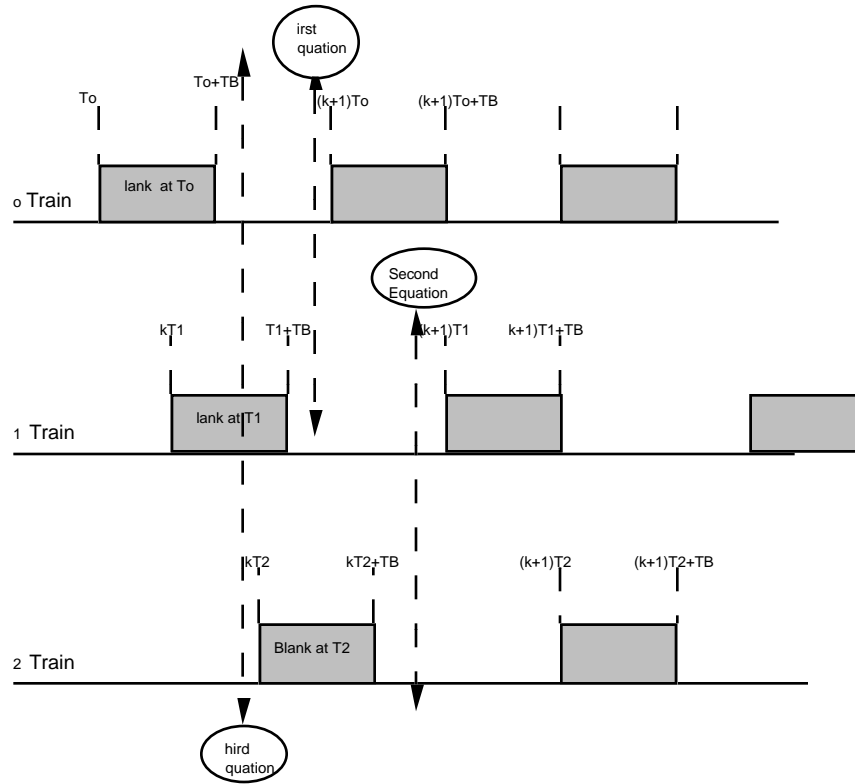 irst
quation
To
To+TB
(k+1)To
(k+1)To+TB
lank at To
o Train
Second
Equation
kT1
T1+TB
(k+1)T1
k+1)T1+TB
lank at T1
1 Train
kT2
kT2+TB
(k+1)T2
(k+1)T2+TB
Blank at T2
2 Train
hird
quation